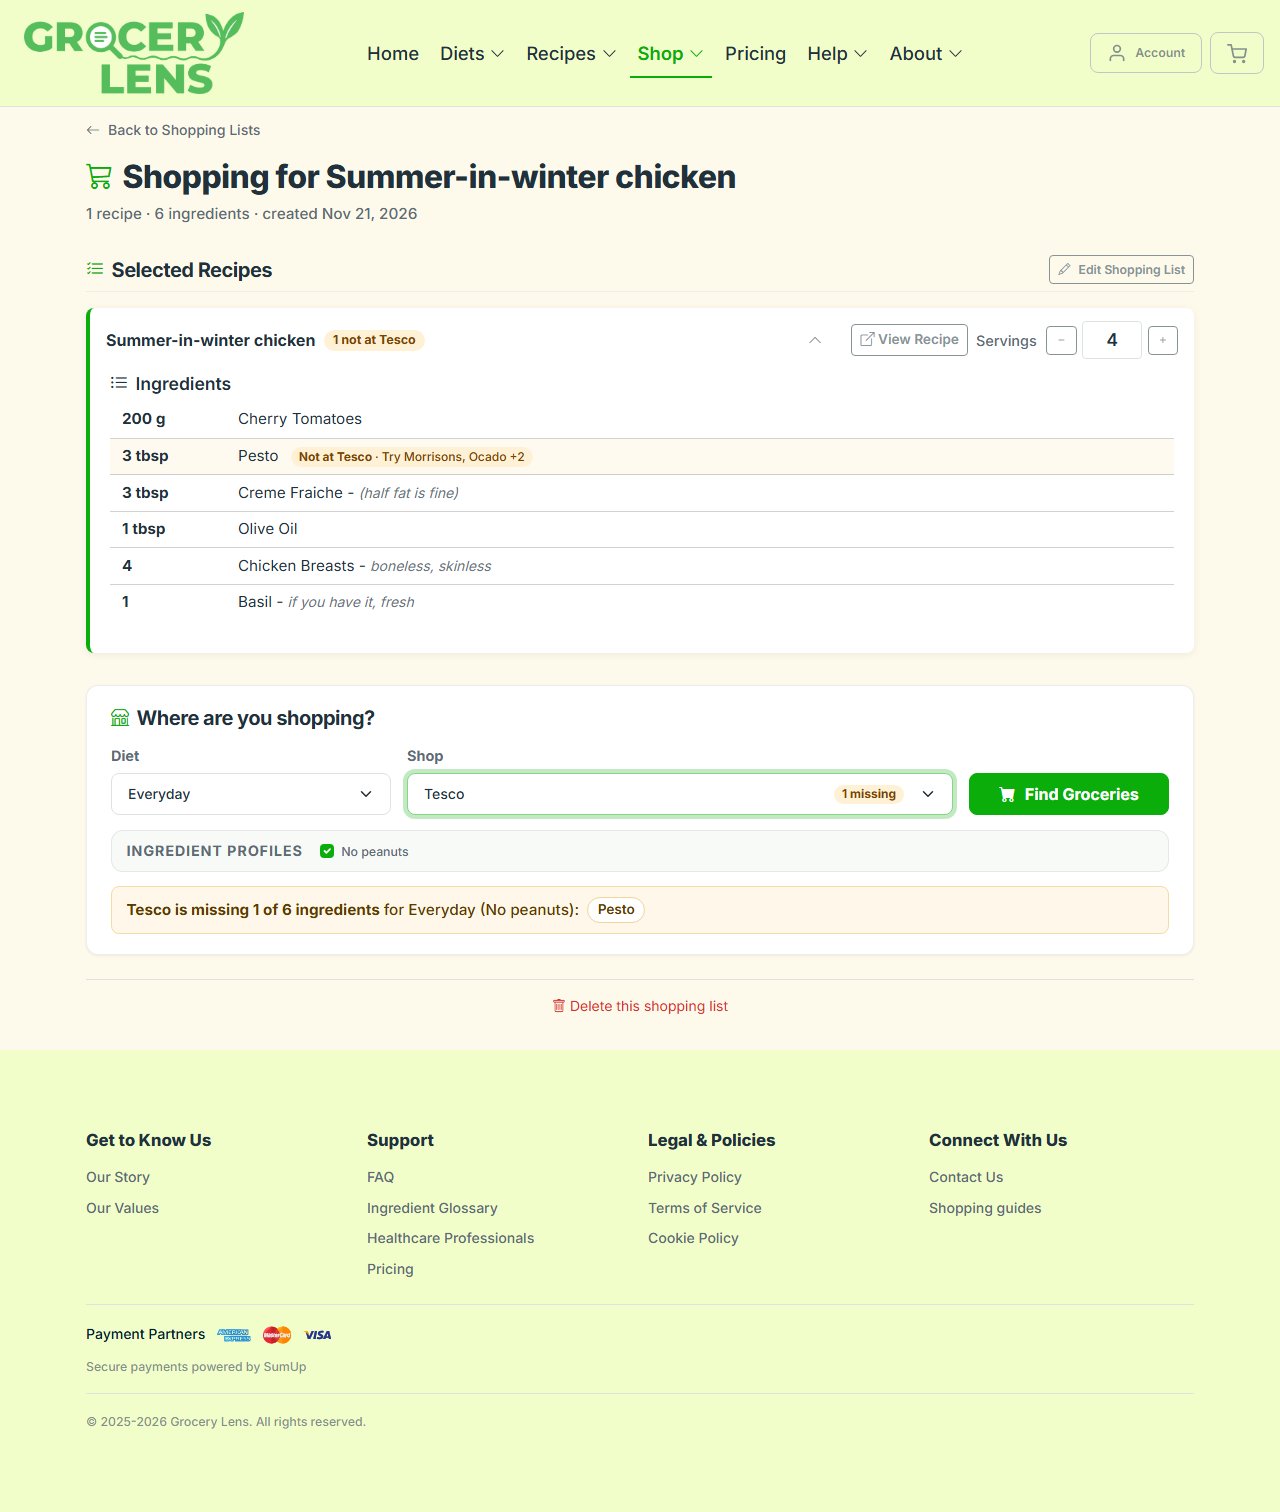 GROCERY
LENS
Home Diets Recipes Shop Pricing Help About
Account
Back to Shopping Lists
Shopping for Summer-in-winter chicken
1 recipe · 6 ingredients · created Nov 21, 2026
Selected Recipes
Edit Shopping List
Summer-in-winter chicken 1 not at Tesco
View Recipe Servings − 4 +
Ingredients
200 g Cherry Tomatoes
3 tbsp Pesto Not at Tesco · Try Morrisons, Ocado +2
3 tbsp Creme Fraiche - (half fat is fine)
1 tbsp Olive Oil
4 Chicken Breasts - boneless, skinless
1 Basil - if you have it, fresh
Where are you shopping?
Diet Shop
Everyday Tesco 1 missing Find Groceries
INGREDIENT PROFILES No peanuts
Tesco is missing 1 of 6 ingredients for Everyday (No peanuts): Pesto
Delete this shopping list
Get to Know Us
Our Story
Our Values
Support
FAQ
Ingredient Glossary
Healthcare Professionals
Pricing
Legal & Policies
Privacy Policy
Terms of Service
Cookie Policy
Connect With Us
Contact Us
Shopping guides
Payment Partners AMERICAN EXPRESS MasterCard VISA
Secure payments powered by SumUp
© 2025-2026 Grocery Lens. All rights reserved.